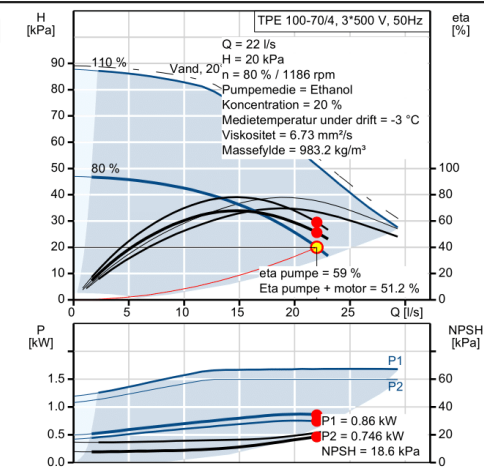 H
[kPa]
TPE 100-70/4, 3*500 V, 50Hz
eta
[%]
Q = 22 l/s
H = 20 kPa
n = 80 % / 1186 rpm
Pumpemedie = Ethanol
Koncentration = 20 %
Medietemperatur under drift = -3 °C
Viskositet = 6.73 mm²/s
Massefylde = 983.2 kg/m³
110 %
Vand, 20°
80 %
90
80
70
60
50
40
30
20
10
0
100
80
60
40
20
0
eta pumpe = 59 %
Eta pumpe + motor = 51.2 %
0
5
10
15
20
25
Q [l/s]
P
[kW]
NPSH
[kPa]
P1
P2
1.5
1.0
0.5
0.0
60
40
20
0
P1 = 0.86 kW
P2 = 0.746 kW
NPSH = 18.6 kPa